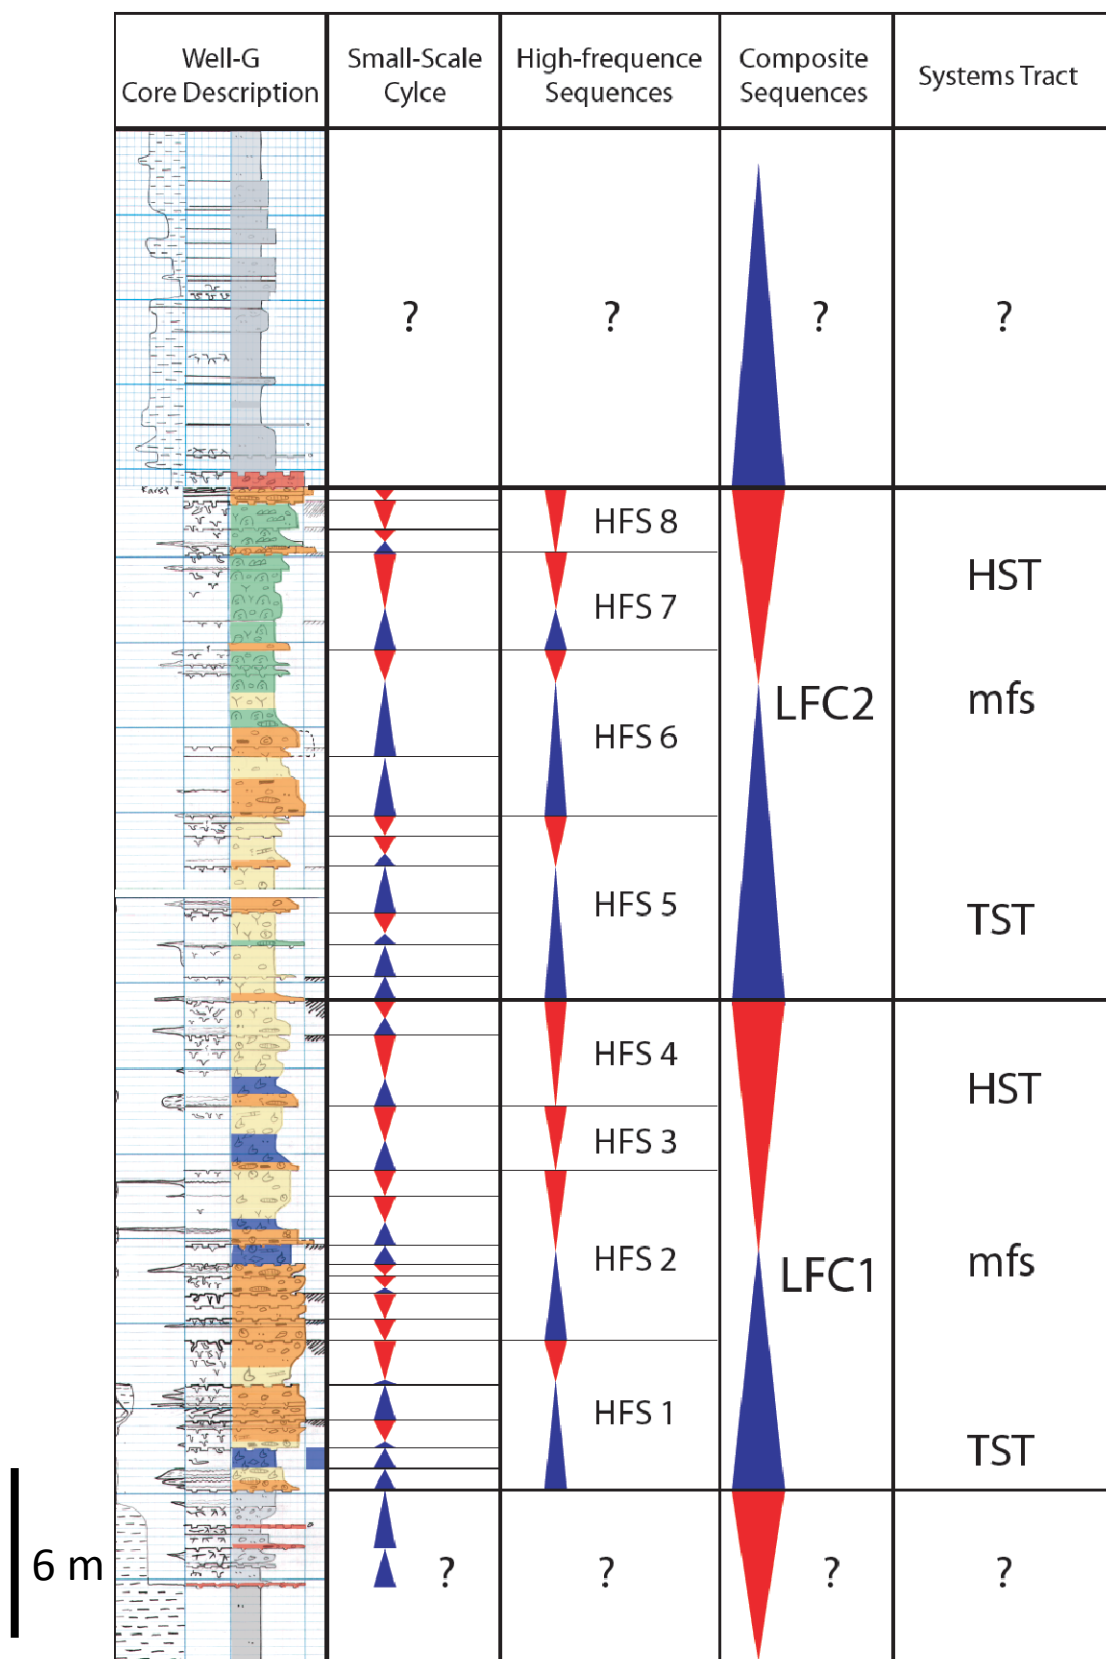 Well-G
Core Description
Small-Scale
Cylce
High-frequence
Sequences
Composite
Sequences
Systems Tract
?
?
?
?
Karst
HFS 8
HST
HFS 7
LFC2
mfs
HFS 6
HFS 5
TST
HFS 4
HST
HFS 3
HFS 2
LFC1
mfs
HFS 1
TST
6 m
?
?
?
?